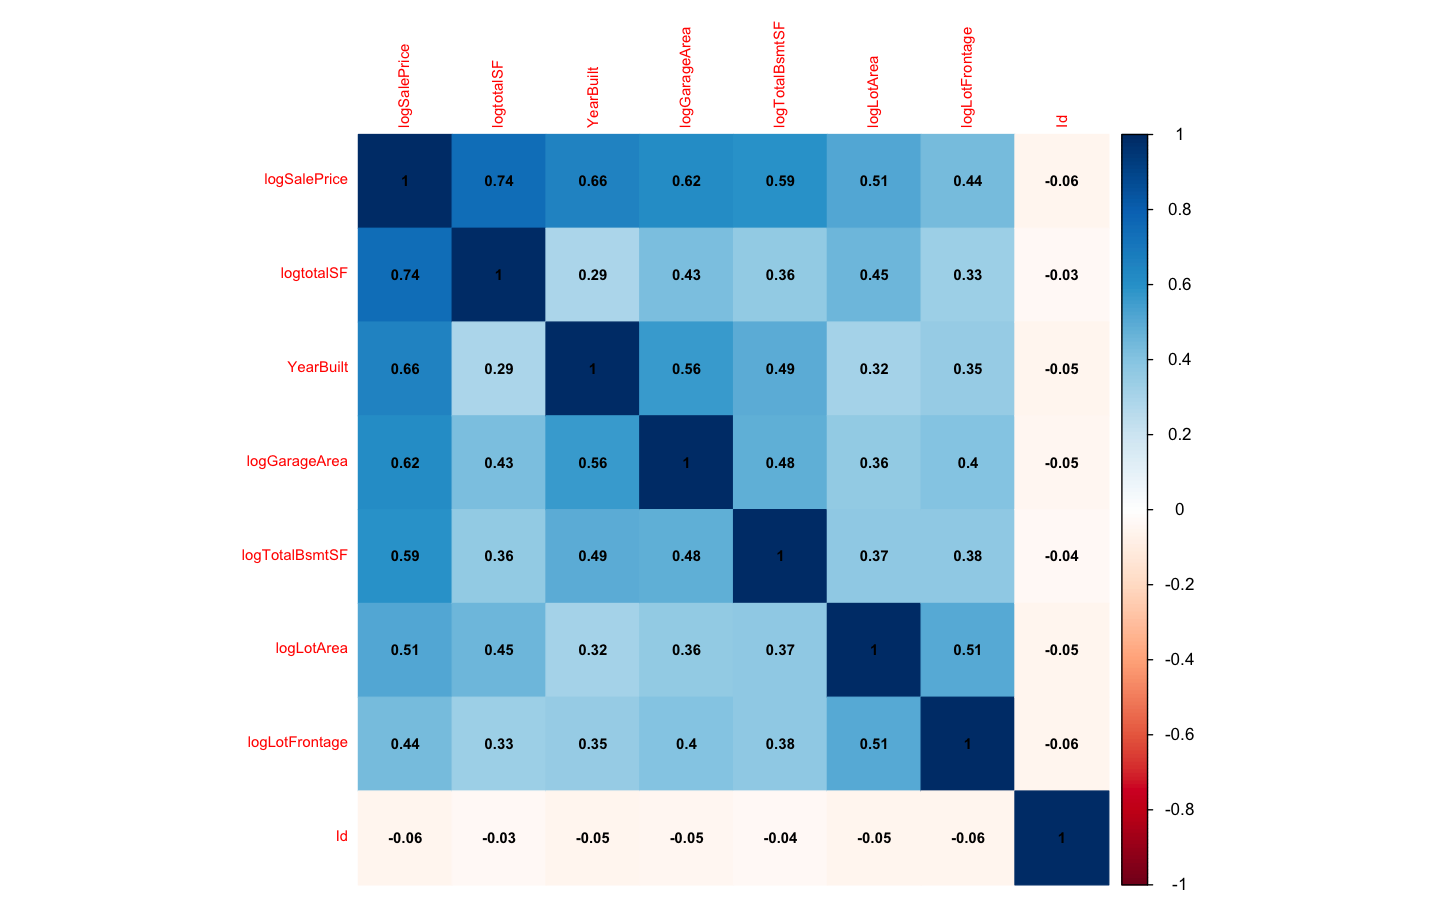 logSalePrice logtotalSF YearBuilt logGarageArea logTotalBsmtSF logLotArea logLotFrontage Id
logSalePrice 1 0.74 0.66 0.62 0.59 0.51 0.44 -0.06
logtotalSF 0.74 1 0.29 0.43 0.36 0.45 0.33 -0.03
YearBuilt 0.66 0.29 1 0.56 0.49 0.32 0.35 -0.05
logGarageArea 0.62 0.43 0.56 1 0.48 0.36 0.4 -0.05
logTotalBsmtSF 0.59 0.36 0.49 0.48 1 0.37 0.38 -0.04
logLotArea 0.51 0.45 0.32 0.36 0.37 1 0.51 -0.05
logLotFrontage 0.44 0.33 0.35 0.4 0.38 0.51 1 -0.06
Id -0.06 -0.03 -0.05 -0.05 -0.04 -0.05 -0.06 1
1
0.8
0.6
0.4
0.2
0
-0.2
-0.4
-0.6
-0.8
-1